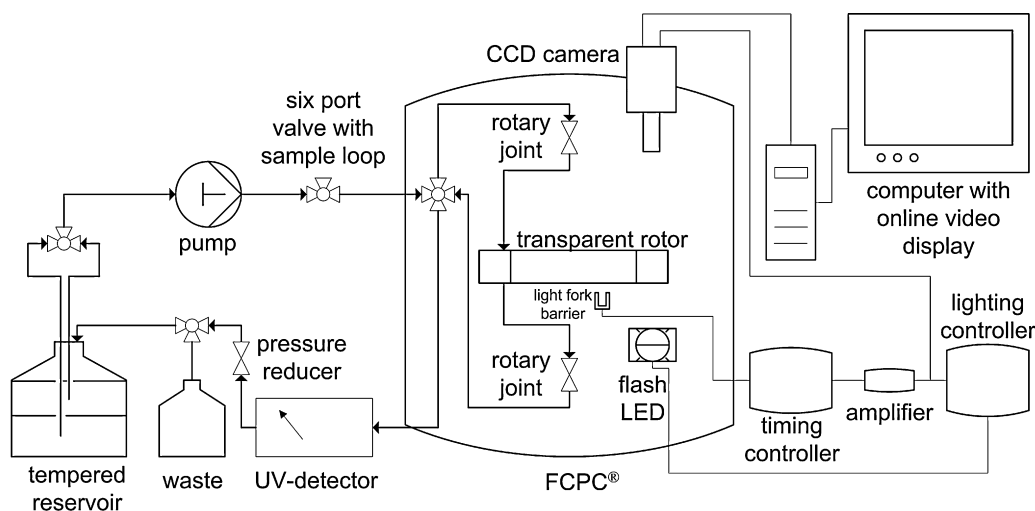 CCD camera
six port
valve with
sample loop
rotary
joint
computer with
online video
display
pump
transparent rotor
light fork
barrier
lighting
controller
pressure
reducer
rotary
joint
flash
LED
amplifier
timing
controller
tempered
reservoir
waste
UV-detector
FCPC®